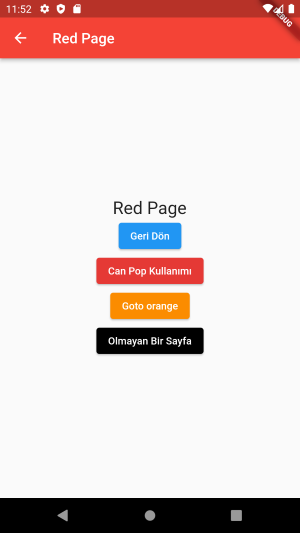 11:52
DEBUG
Red Page
Red Page
Geri Dön
Can Pop Kullanımı
Goto orange
Olmayan Bir Sayfa